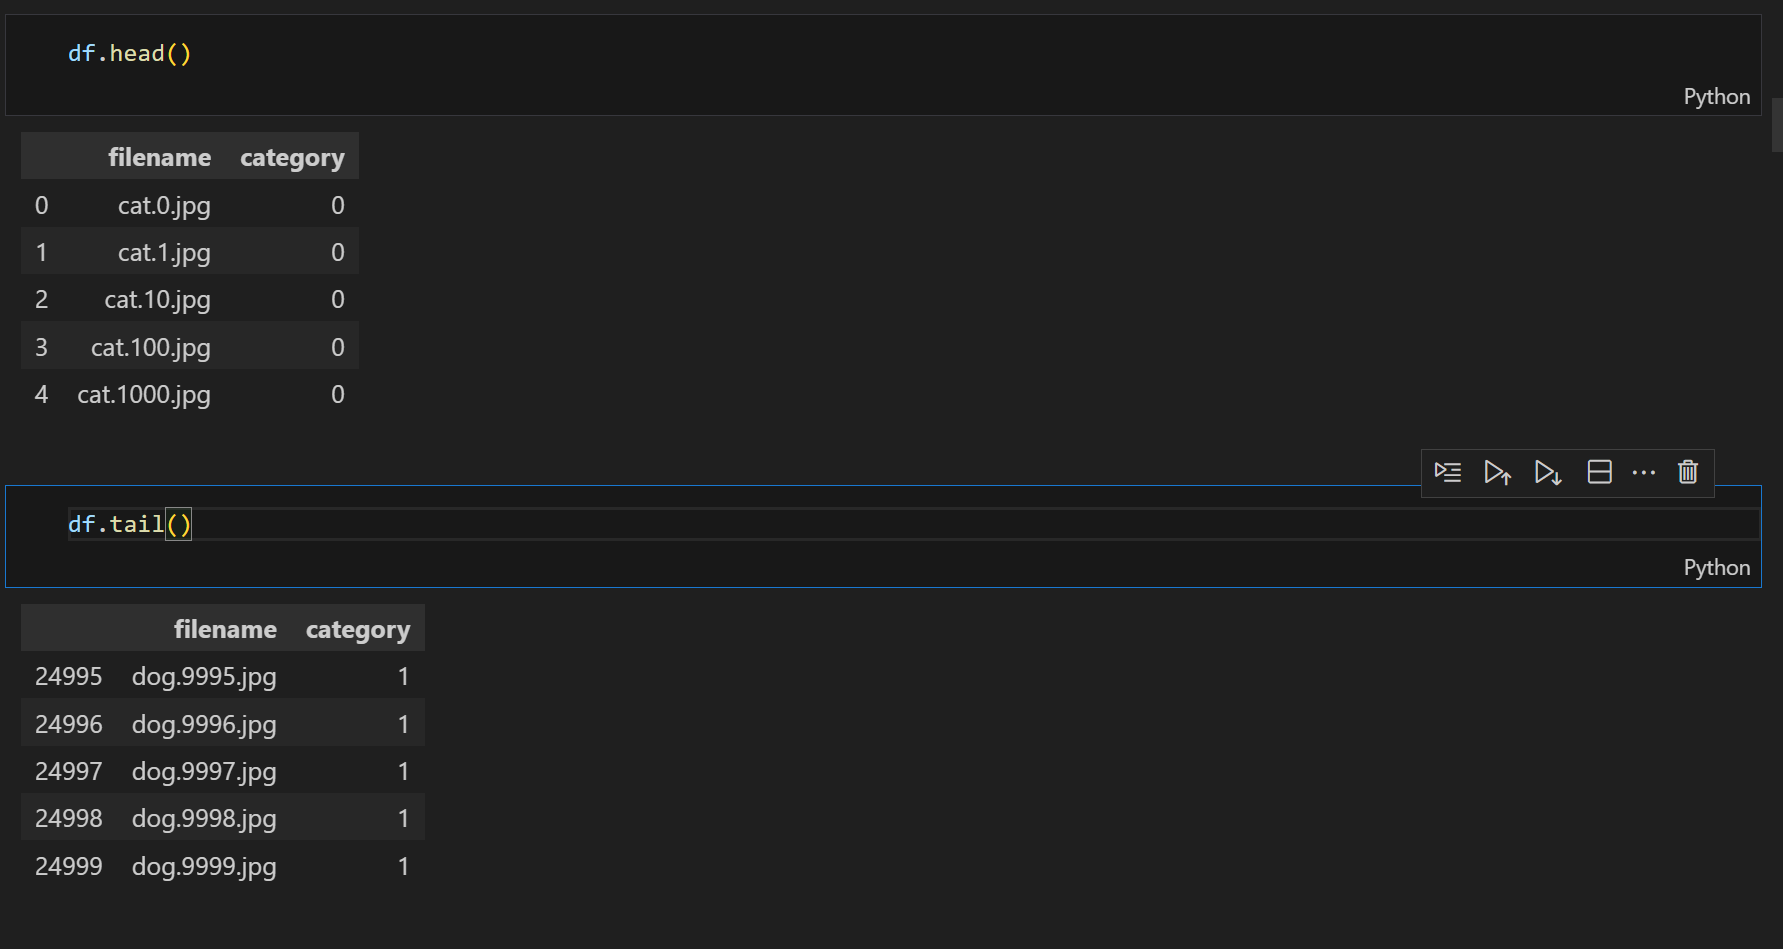 df.head()
Python
filename category
0 cat.0.jpg 0
1 cat.1.jpg 0
2 cat.10.jpg 0
3 cat.100.jpg 0
4 cat.1000.jpg 0
df.tail()
Python
filename category
24995 dog.9995.jpg 1
24996 dog.9996.jpg 1
24997 dog.9997.jpg 1
24998 dog.9998.jpg 1
24999 dog.9999.jpg 1